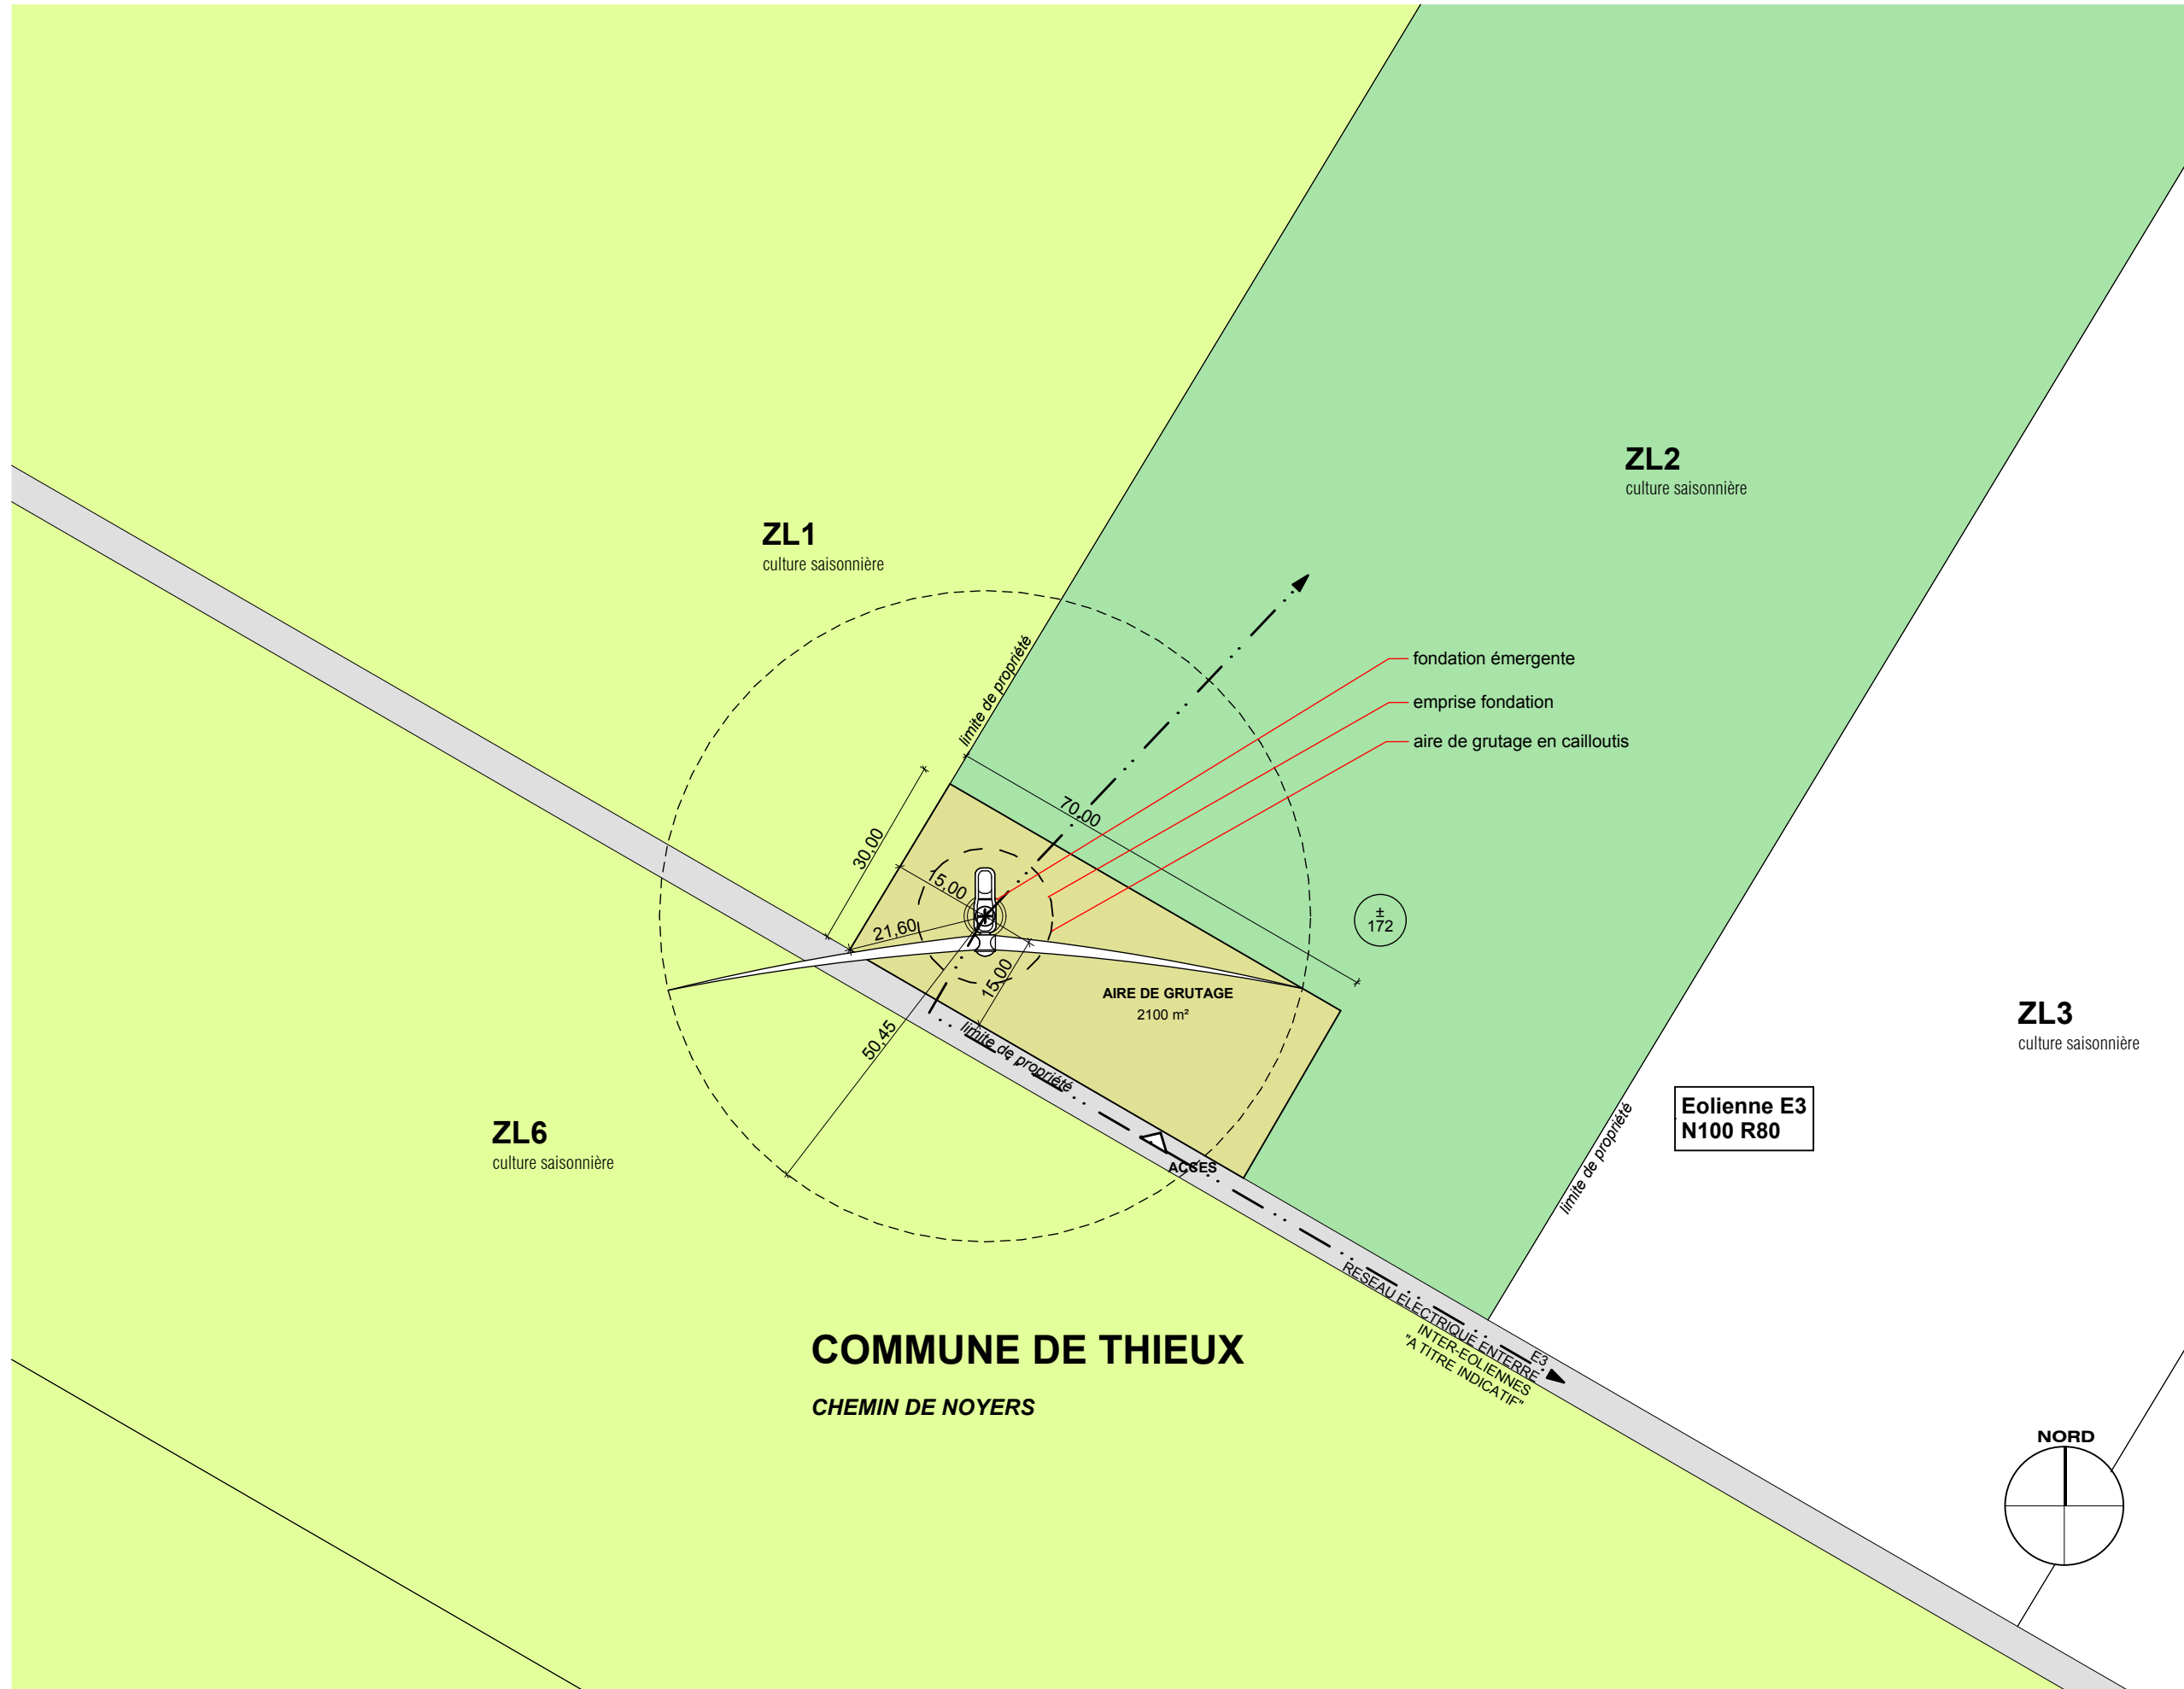 ZL2
culture saisonnière
ZL1
culture saisonnière
limite de propriété
fondation émergente
emprise fondation
aire de grutage en cailloutis
70,00
30,00
15,00
21,60
±
172
15,00
AIRE DE GRUTAGE
2100 m²
50,45
limite de propriété
ZL3
culture saisonnière
Eolienne E3
N100 R80
limite de propriété
ZL6
culture saisonnière
ACCES
RESEAU ELECTRIQUE ENTERRE
INTER-EOLIENNES
"A TITRE INDICATIF"
E3
COMMUNE DE THIEUX
CHEMIN DE NOYERS
NORD